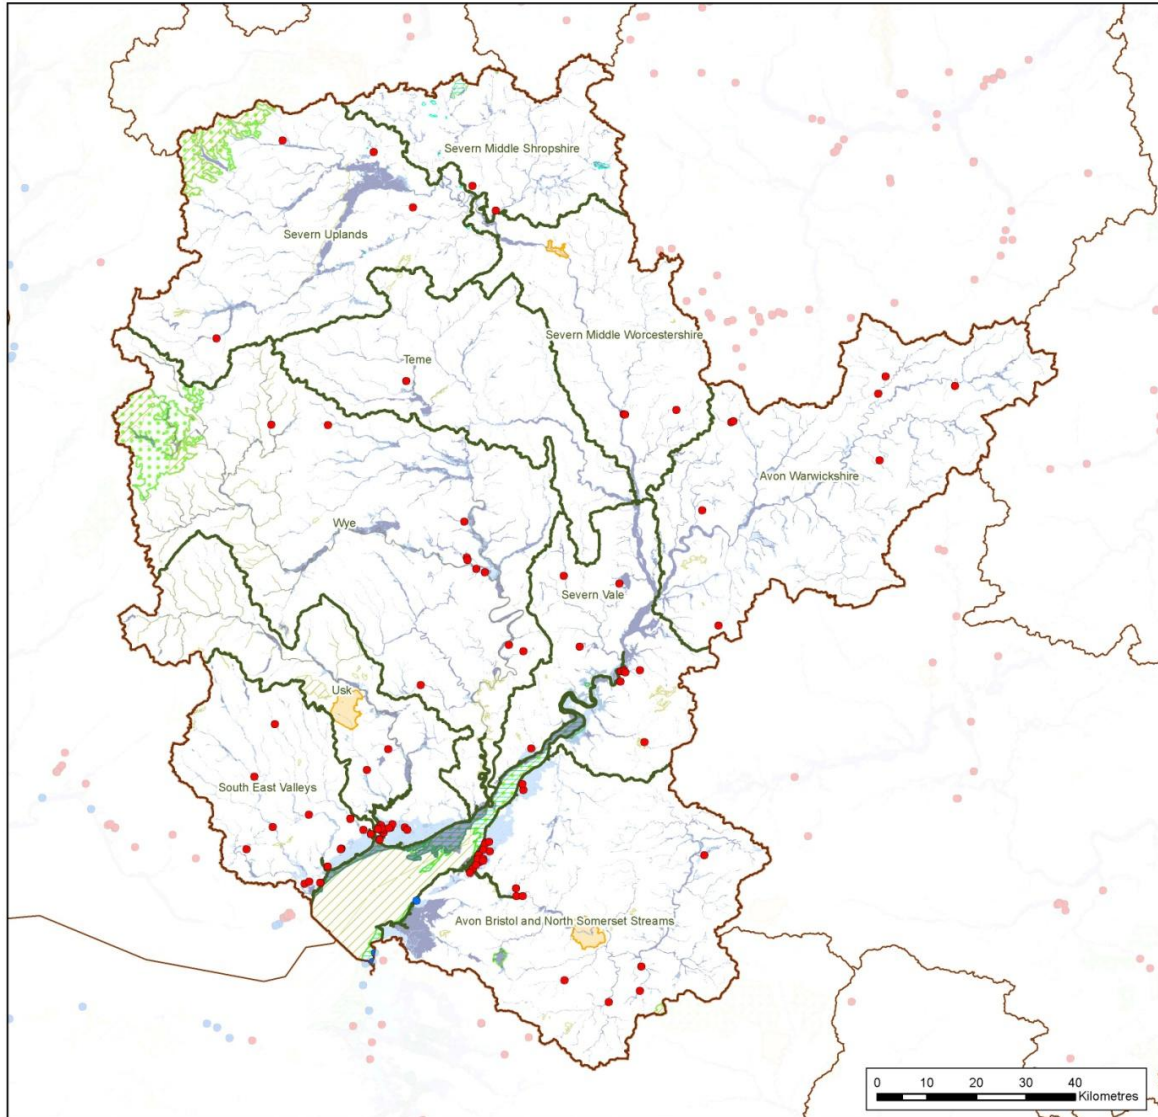 Severn Middle Shropshire
Severn Uplands
Severn Middle Worcestershire
Teme
Avon Warwickshire
Wye
Severn Vale
Usk
South East Valleys
Avon Bristol and North Somerset Streams
0 10 20 30 40
Kilometres